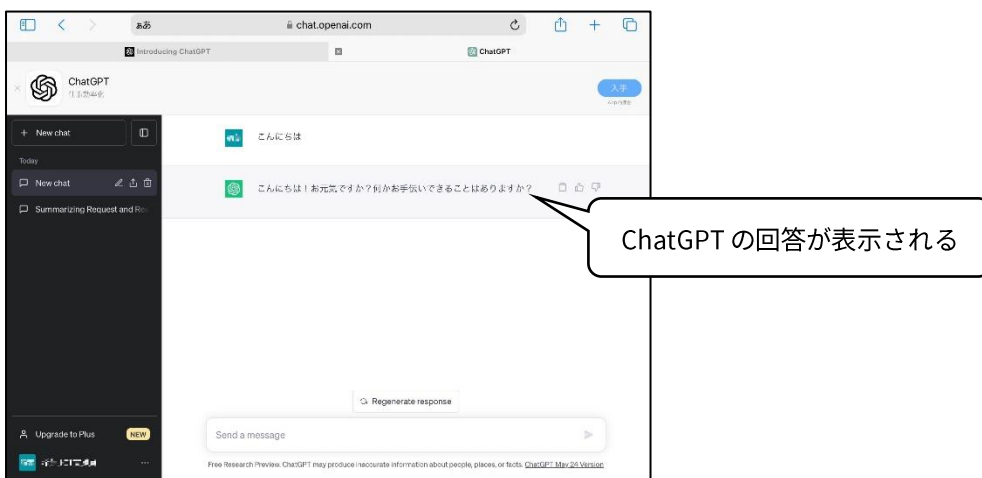 ぁあ
chat.openai.com
Introducing ChatGPT
ChatGPT
ChatGPT
入手
New chat
Today
New chat
Summarizing Request and Re
こんにちは
こんにちは！お元気ですか？何かお手伝いできることはありますか？
ChatGPT の回答が表示される
Regenerate response
Upgrade to Plus NEW
Send a message
Free Research Preview. ChatGPT may produce inaccurate information about people, places, or facts. ChatGPT May 24 Version